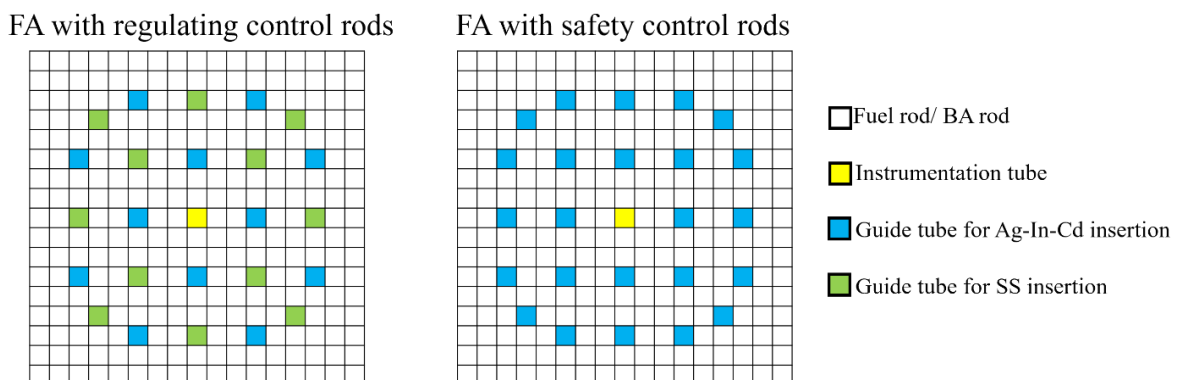 FA with regulating control rods
FA with safety control rods
Fuel rod/ BA rod
Instrumentation tube
Guide tube for Ag-In-Cd insertion
Guide tube for SS insertion